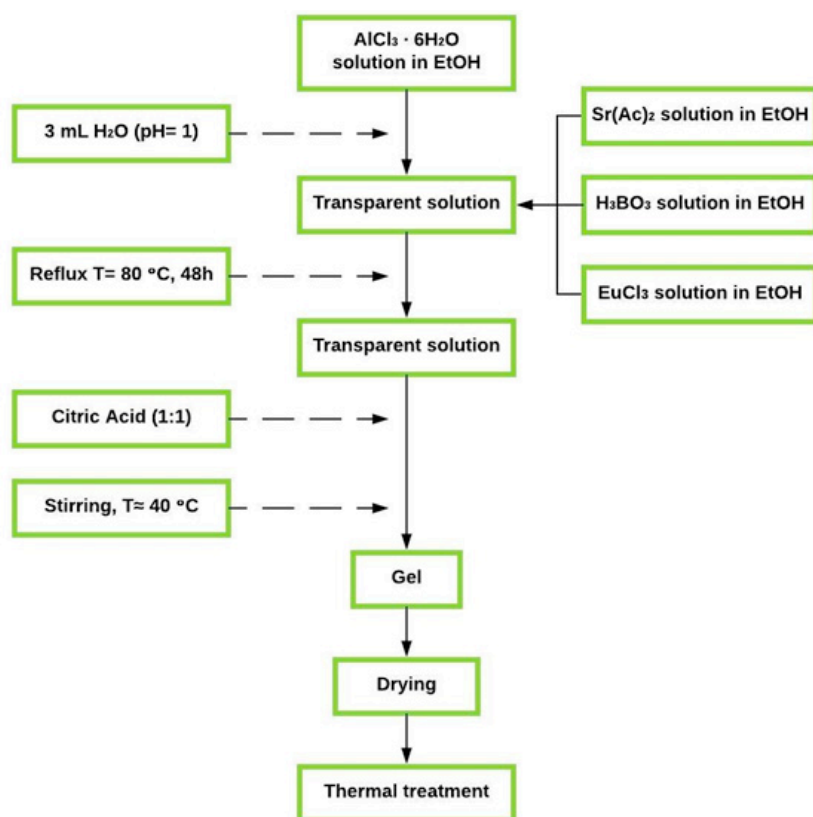 AlCl₃ · 6H₂O
solution in EtOH
3 mL H₂O (pH= 1)
Sr(Ac)₂ solution in EtOH
Transparent solution
H₃BO₃ solution in EtOH
Reflux T= 80 °C, 48h
EuCl₃ solution in EtOH
Transparent solution
Citric Acid (1:1)
Stirring, T≈ 40 °C
Gel
Drying
Thermal treatment